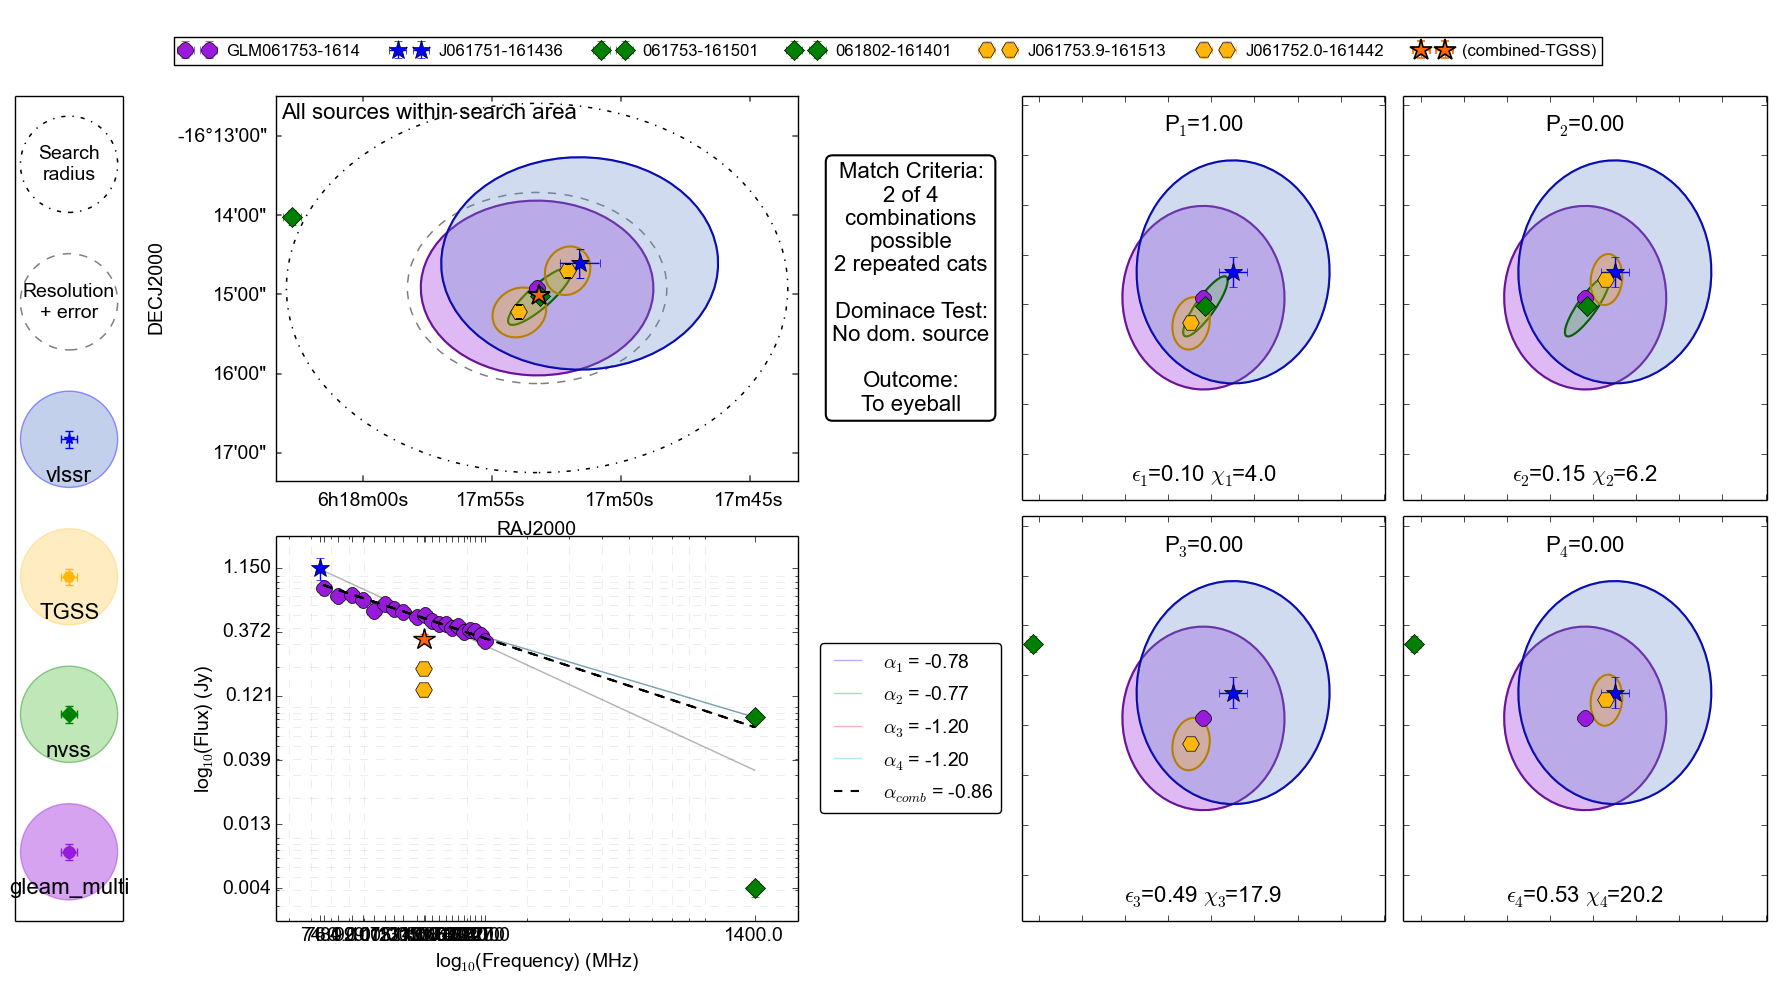 GLM061753-1614 J061751-161436 061753-161501 061802-161401 J061753.9-161513 J061752.0-161442 (combined-TGSS)
Search
radius
Resolution
+ error
vlssr
TGSS
nvss
gleam_multi
All sources within search area
DECJ2000
-16°13'00"
14'00"
15'00"
16'00"
17'00"
6h18m00s 17m55s 17m50s 17m45s
RAJ2000
Match Criteria:
2 of 4
combinations
possible
2 repeated cats
Dominace Test:
No dom. source
Outcome:
To eyeball
P1=1.00
ϵ1=0.10 χ1=4.0
P2=0.00
ϵ2=0.15 χ2=6.2
log10(Flux) (Jy)
1.150
0.372
0.121
0.039
0.013
0.004
1400.0
log10(Frequency) (MHz)
α1 = -0.78
α2 = -0.77
α3 = -1.20
α4 = -1.20
αcomb = -0.86
P3=0.00
ϵ3=0.49 χ3=17.9
P4=0.00
ϵ4=0.53 χ4=20.2